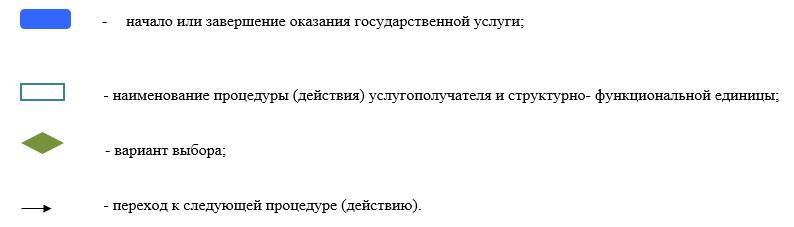 - начало или завершение оказания государственной услуги;
- наименование процедуры (действия) услугополучателя и структурно- функциональной единицы;
- вариант выбора;
- переход к следующей процедуре (действию).